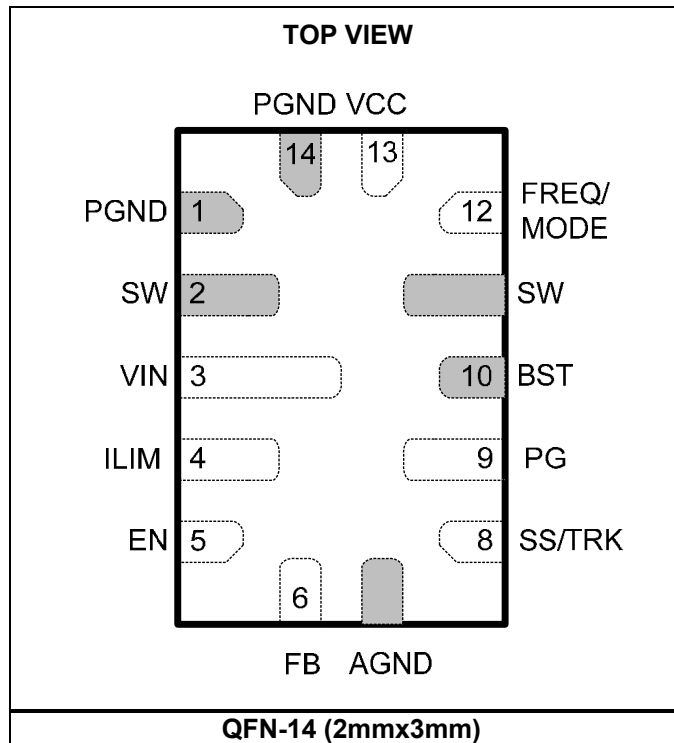 TOP VIEW
PGND VCC
14 13
PGND 1 12 FREQ/
MODE
SW 2 SW
VIN 3 10 BST
ILIM 4 9 PG
EN 5 8 SS/TRK
6
FB AGND
QFN-14 (2mmx3mm)